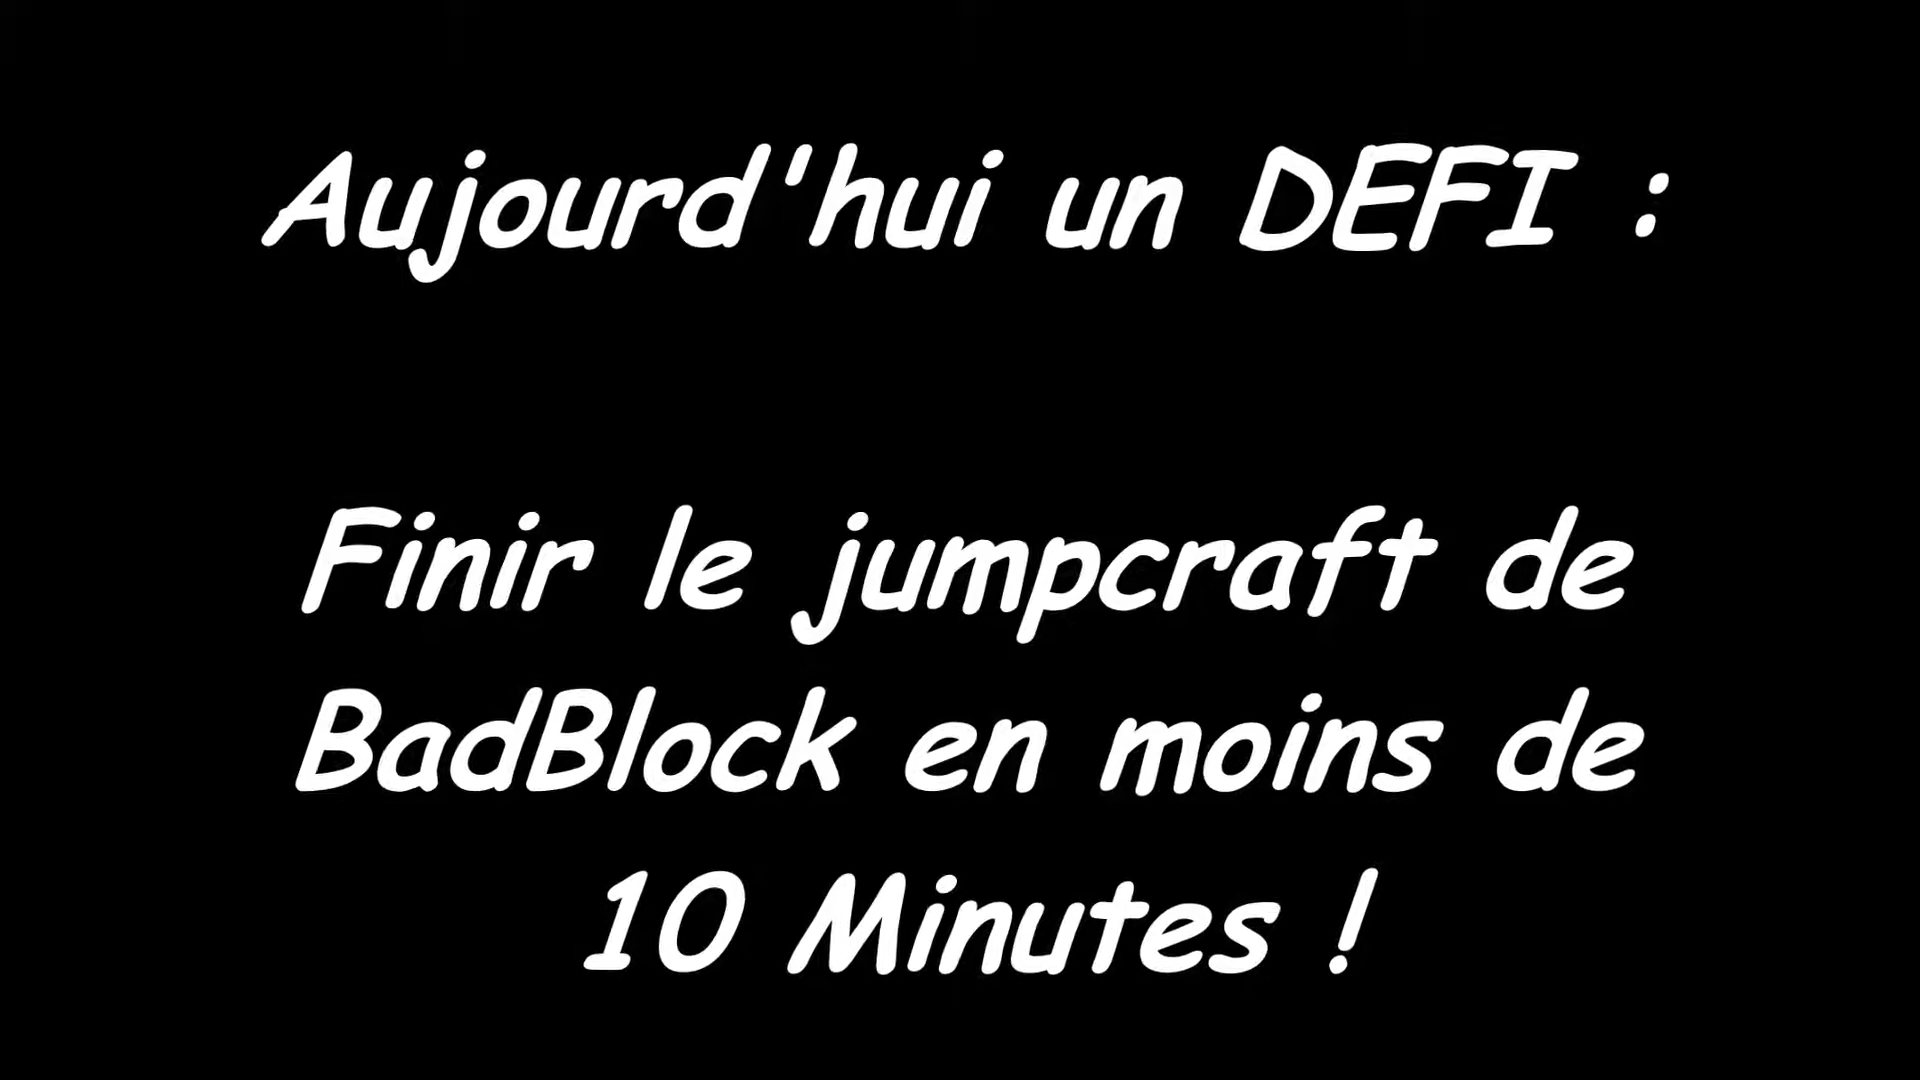 Aujourd'hui un DEFI :
Finir le jumpcraft de
BadBlock en moins de
10 Minutes !